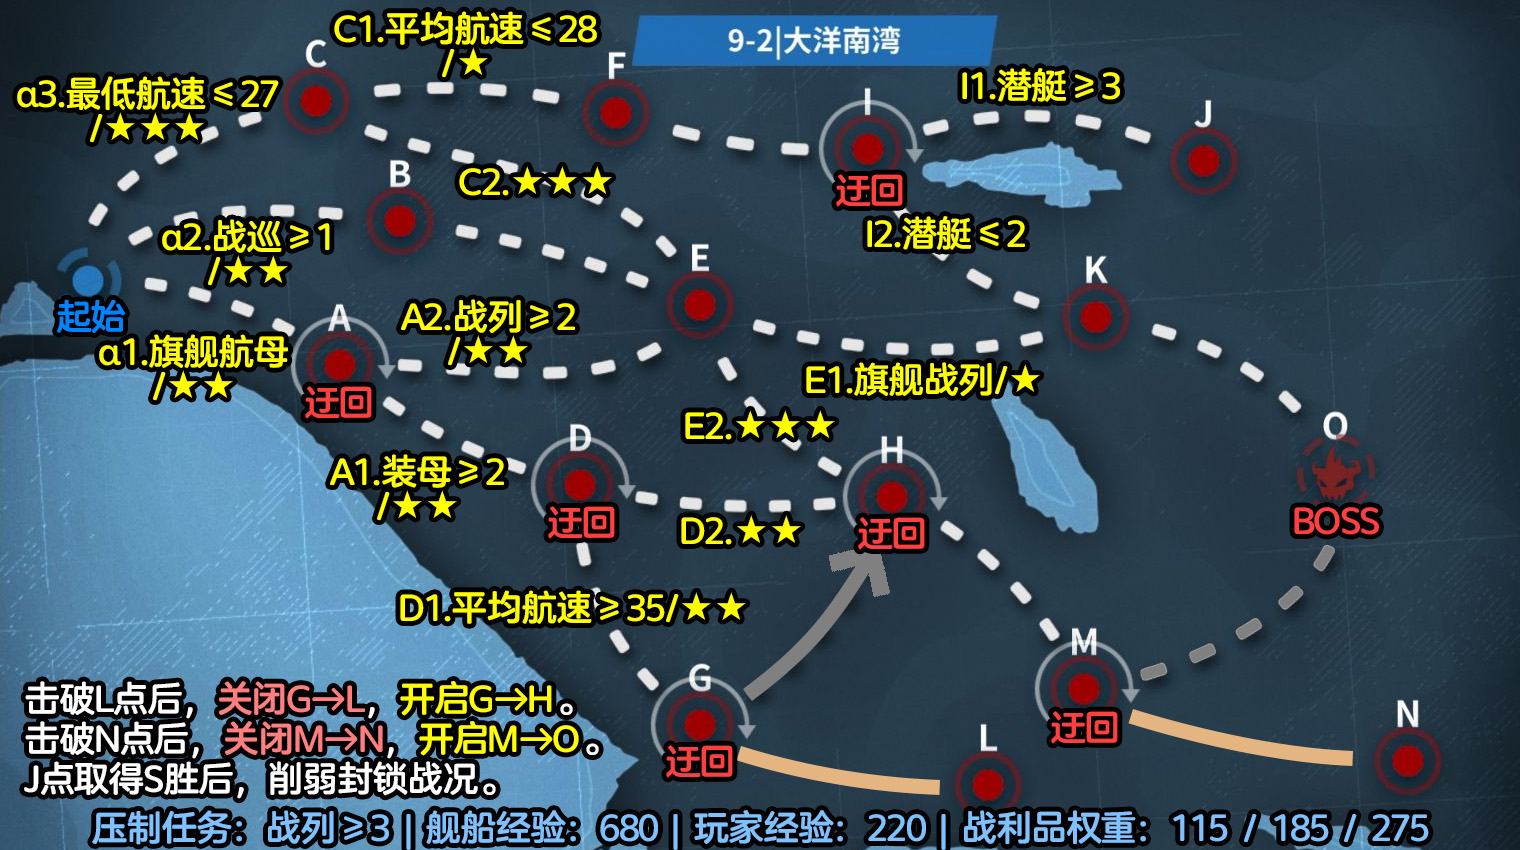 C1.平均航速≤28
/★
9-2|大洋南湾
C
F
α3.最低航速≤27
/★★★
I
I1.潜艇≥3
J
B
C2.★★★
迂回
α2.战巡≥1
/★★
I2.潜艇≤2
E
K
起始
A
A2.战列≥2
/★★
α1.旗舰航母
/★★
迂回
E1.旗舰战列/★
E2.★★★
D
H
O
A1.装母≥2
/★★
迂回
D2.★★
迂回
BOSS
D1.平均航速≥35/★★
G
M
击破L点后，关闭G→L，开启G→H。
击破N点后，关闭M→N，开启M→O。
J点取得S胜后，削弱封锁战况。
迂回
L
迂回
N
压制任务：战列≥3 | 舰船经验：680 | 玩家经验：220 | 战利品权重：115 / 185 / 275